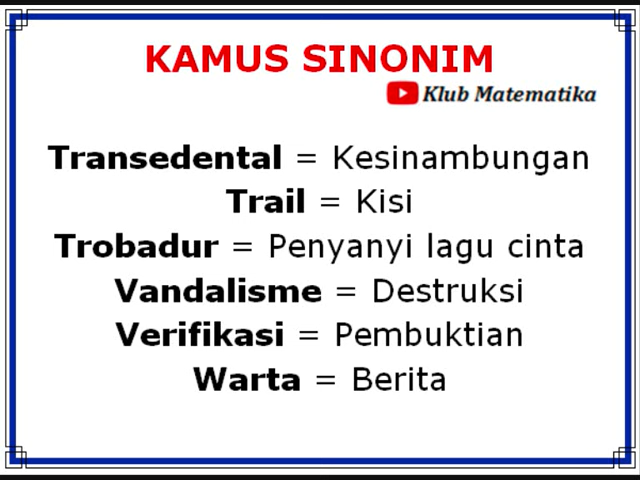 KAMUS SINONIM
Klub Matematika
Transedental = Kesinambungan
Trail = Kisi
Trobadur = Penyanyi lagu cinta
Vandalisme = Destruksi
Verifikasi = Pembuktian
Warta = Berita